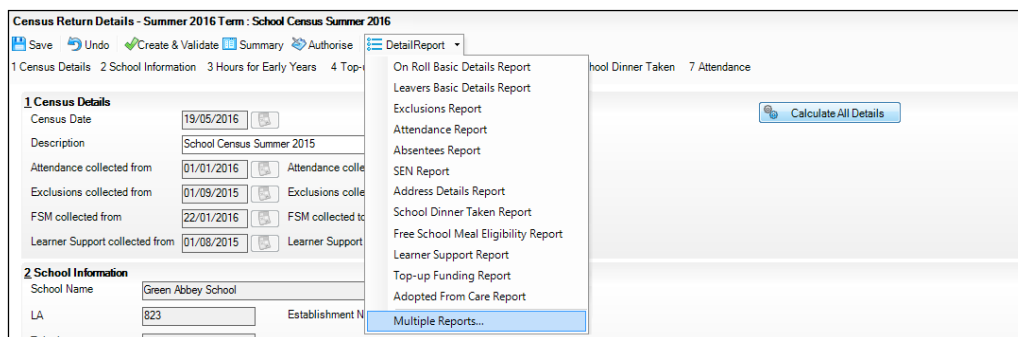 Census Return Details - Summer 2016 Term : School Census Summer 2016
Save Undo Create & Validate Summary Authorise DetailReport
1 Census Details 2 School Information 3 Hours for Early Years 4 Top- hool Dinner Taken 7 Attendance
On Roll Basic Details Report
Leavers Basic Details Report
Exclusions Report
Attendance Report
Absentees Report
SEN Report
Address Details Report
School Dinner Taken Report
Free School Meal Eligibility Report
Learner Support Report
Top-up Funding Report
Adopted From Care Report
Multiple Reports...
1 Census Details
Calculate All Details
Census Date 19/05/2016
Description School Census Summer 2015
Attendance collected from 01/01/2016 Attendance colle
Exclusions collected from 01/09/2015 Exclusions colle
FSM collected from 22/01/2016 FSM collected to
Learner Support collected from 01/08/2015 Learner Support
2 School Information
School Name Green Abbey School
LA 823 Establishment N